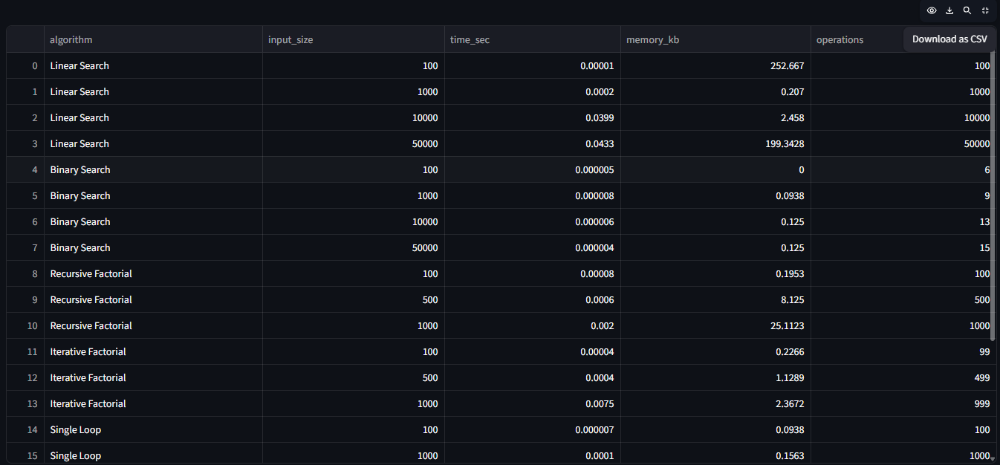 algorithm input_size time_sec memory_kb operations Download as CSV
0 Linear Search 100 0.00001 252.667 100
1 Linear Search 1000 0.0002 0.207 1000
2 Linear Search 10000 0.0399 2.458 10000
3 Linear Search 50000 0.0433 199.3428 50000
4 Binary Search 100 0.000005 0 6
5 Binary Search 1000 0.000008 0.0938 9
6 Binary Search 10000 0.000006 0.125 13
7 Binary Search 50000 0.000004 0.125 15
8 Recursive Factorial 100 0.00008 0.1953 100
9 Recursive Factorial 500 0.0006 8.125 500
10 Recursive Factorial 1000 0.002 25.1123 1000
11 Iterative Factorial 100 0.00004 0.2266 99
12 Iterative Factorial 500 0.0004 1.1289 499
13 Iterative Factorial 1000 0.0075 2.3672 999
14 Single Loop 100 0.000007 0.0938 100
15 Single Loop 1000 0.0001 0.1563 1000